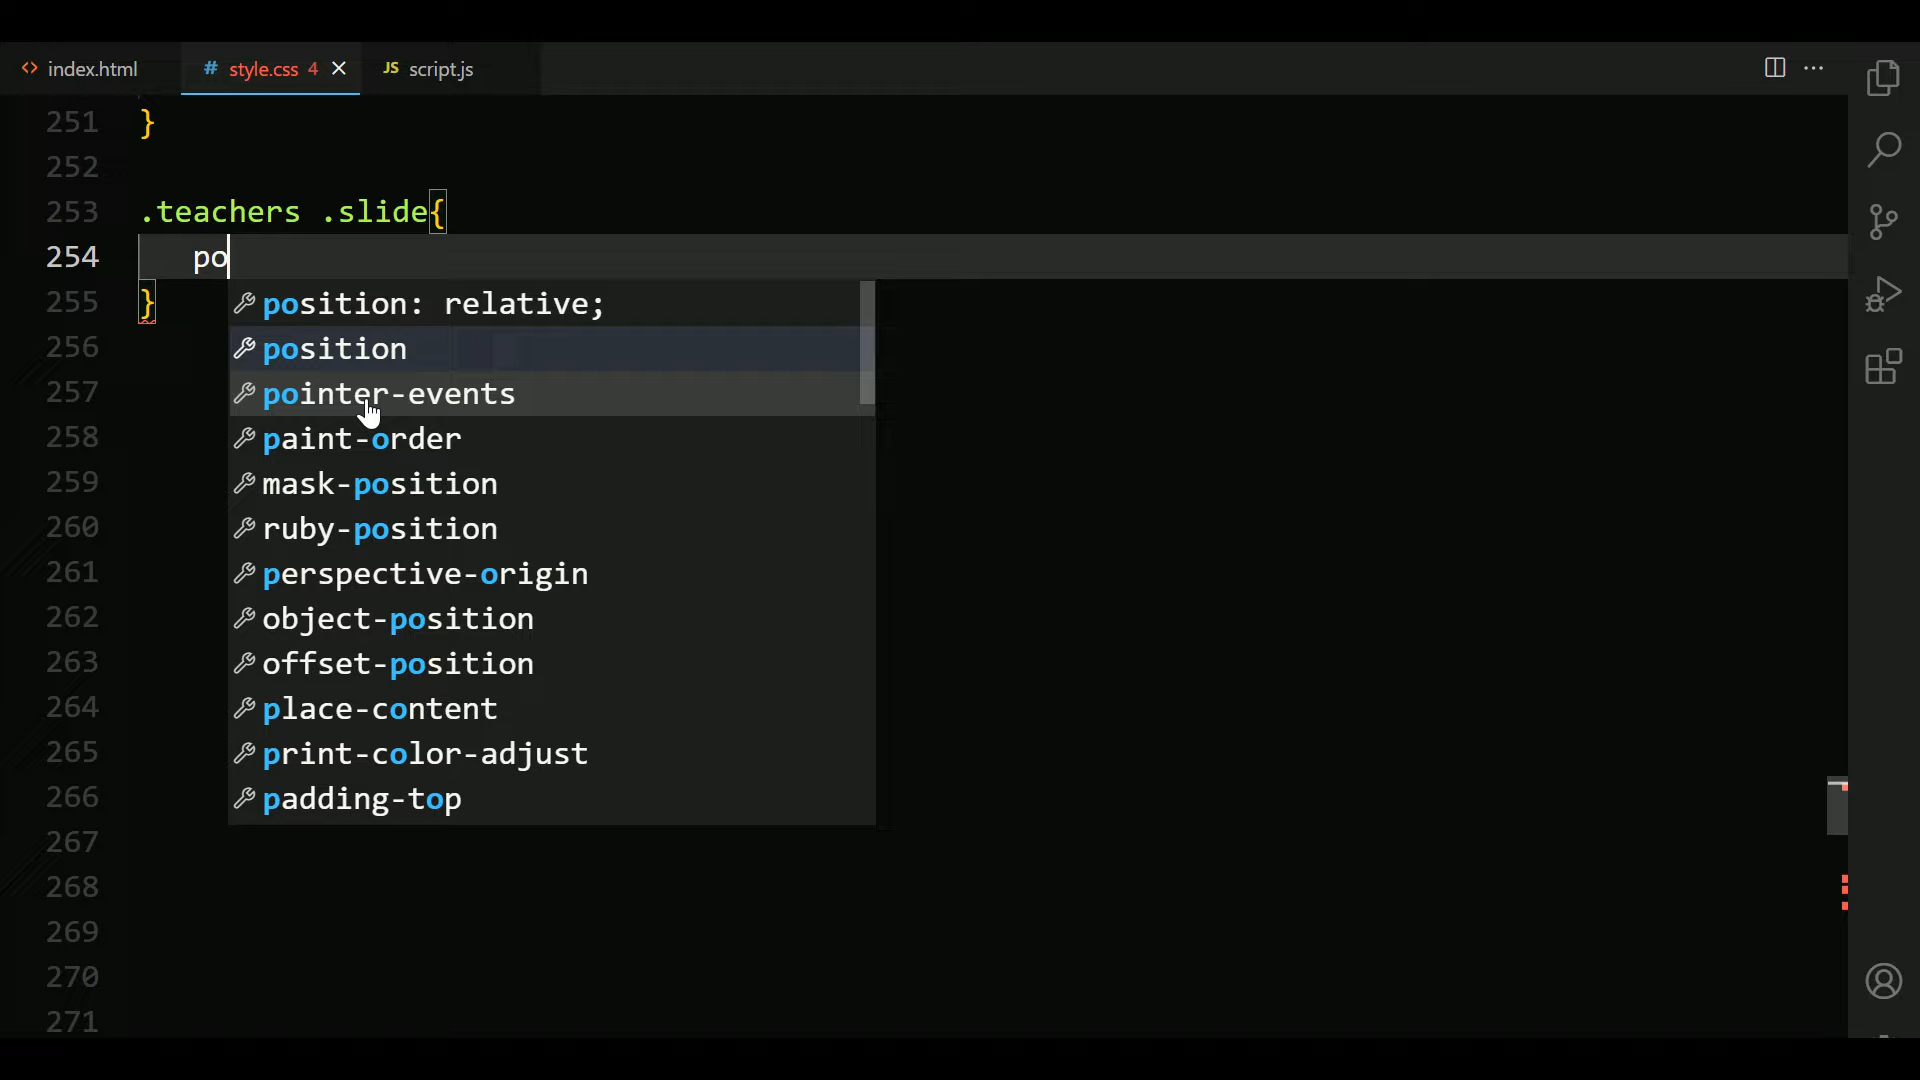 <> index.html # style.css 4 × JS script.js ...
251 }
252
253 .teachers .slide{
254 po
255 } position: relative;
256 position
257 pointer-events
258 paint-order
259 mask-position
260 ruby-position
261 perspective-origin
262 object-position
263 offset-position
264 place-content
265 print-color-adjust
266 padding-top
267
268
269
270
271